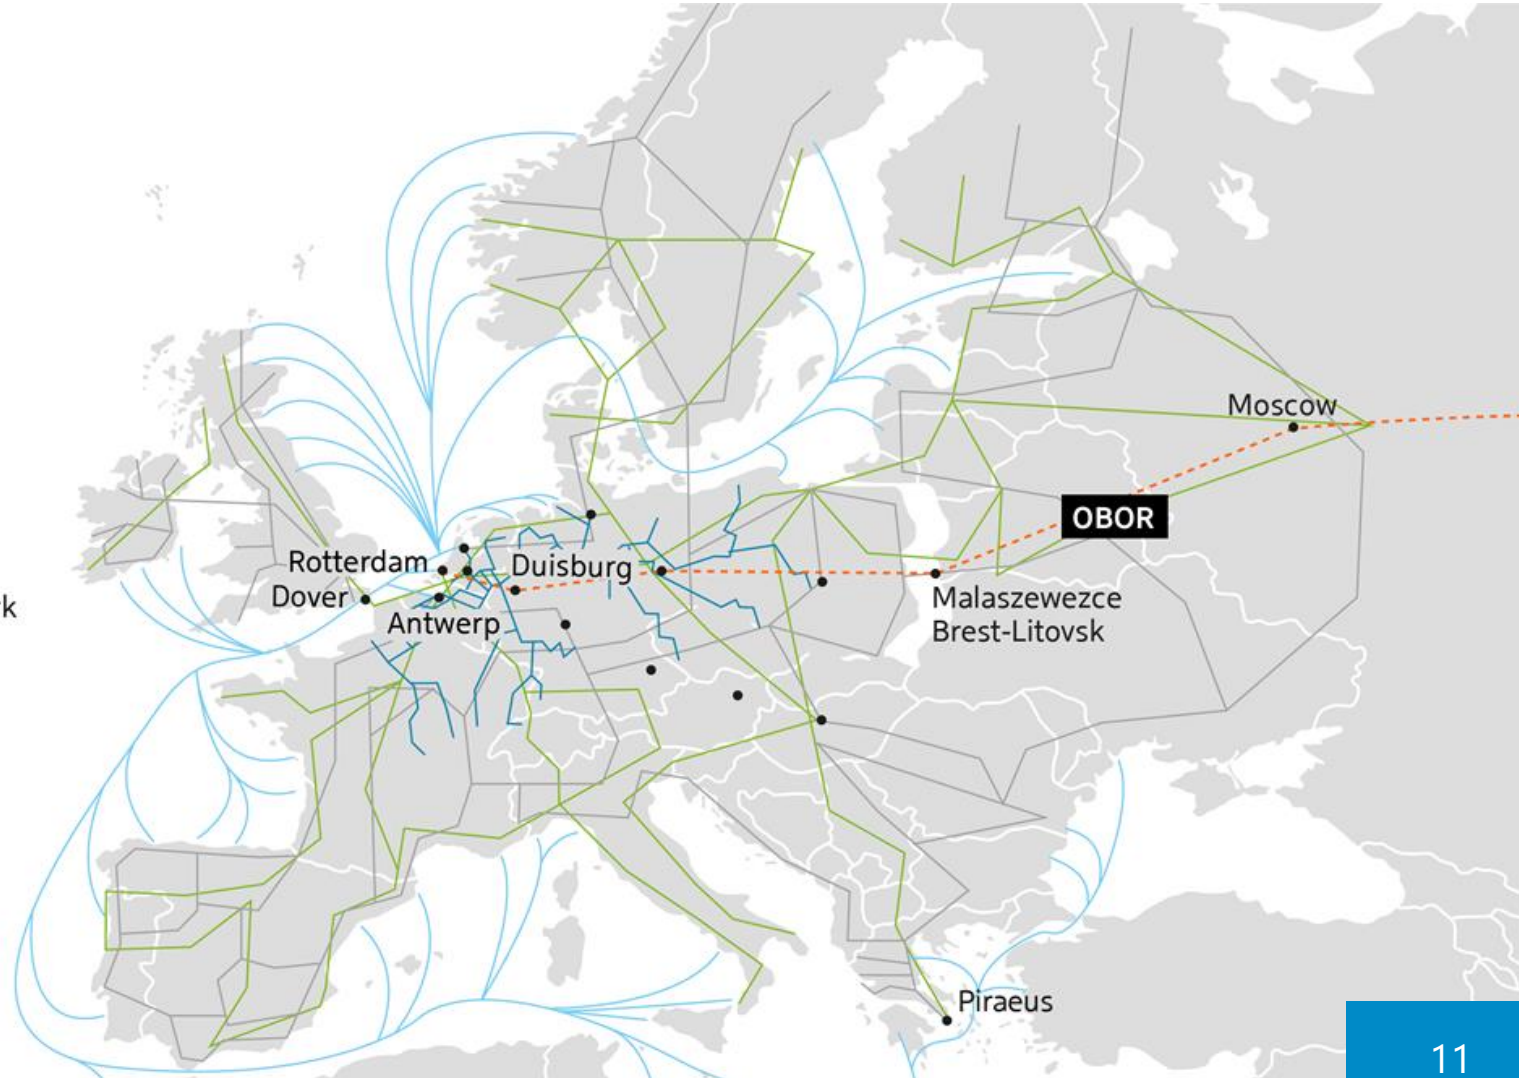 Moscow
OBOR
Rotterdam
Duisburg
Dover
Malaszewezce
Brest-Litovsk
Antwerp
k
Piraeus
11